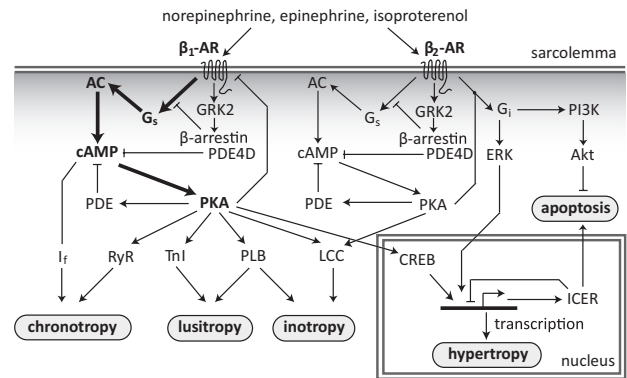 norepinephrine, epinephrine, isoproterenol
β1-AR
β2-AR
sarcolemma
AC
Gs
GRK2
β-arrestin
PDE4D
cAMP
PDE
PKA
AC
Gs
GRK2
β-arrestin
PDE4D
cAMP
PDE
PKA
Gi
PI3K
ERK
Akt
apoptosis
If
RyR
TnI
PLB
LCC
CREB
ICER
transcription
chronotropy
lusitropy
inotropy
hypertropy
nucleus